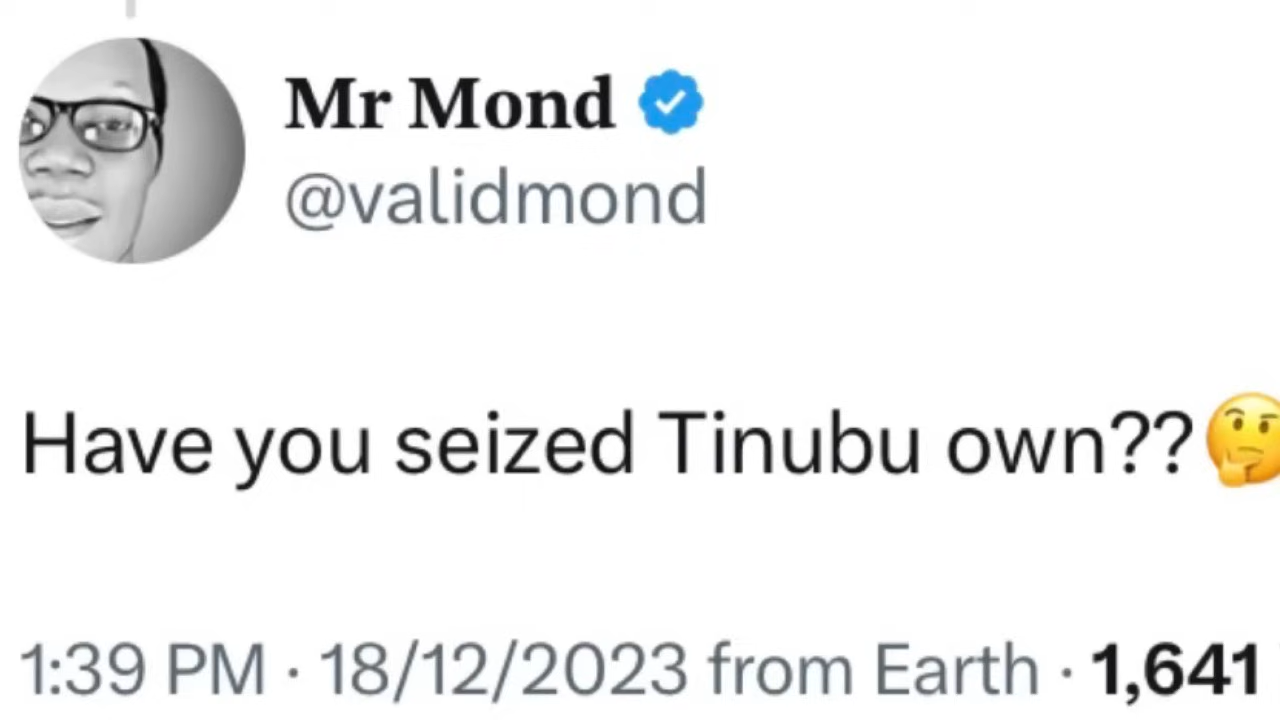 Mr Mond
@validmond
Have you seized Tinubu own??🤔
1:39 PM · 18/12/2023 from Earth · 1,641